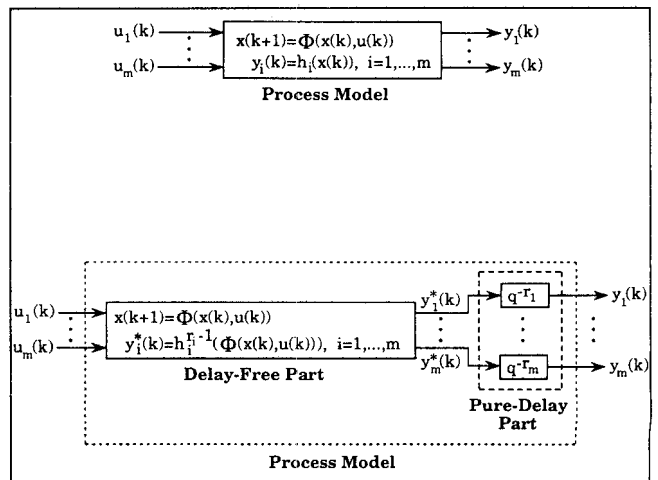 u₁(k)
x(k+1)=Φ(x(k),u(k))
y₁(k)
uₘ(k)
yᵢ(k)=hᵢ(x(k)), i=1,...,m
yₘ(k)
Process Model
u₁(k)
x(k+1)=Φ(x(k),u(k))
y₁*(k)
q⁻ʳ¹
y₁(k)
uₘ(k)
yᵢ*(k)=hᵢ^{rᵢ-1}(Φ(x(k),u(k))), i=1,...,m
yₘ*(k)
q⁻ʳᵐ
yₘ(k)
Delay-Free Part
Pure-Delay
Part
Process Model